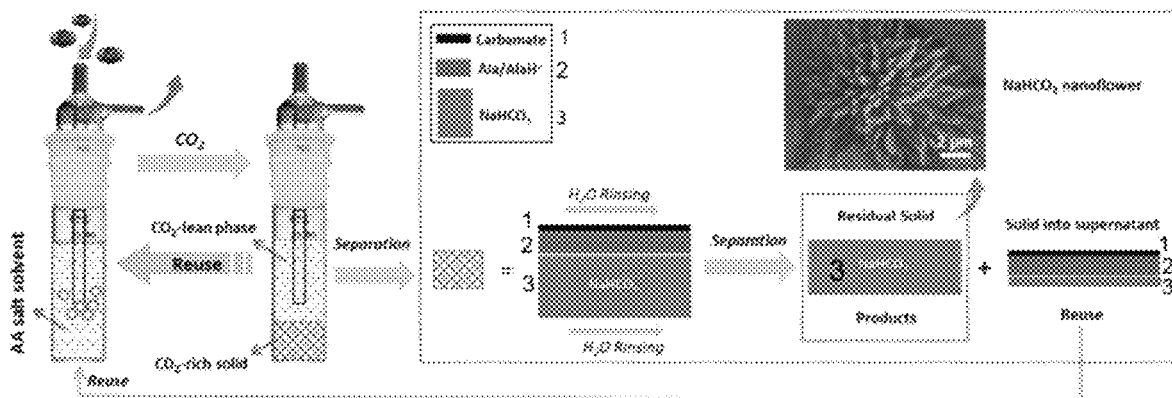 CO₂
AA salt solvent
CO₂-lean phase
Reuse
CO₂-rich solid
Reuse
Separation
Carbamate 1
2
NaHCO₃ 3
=
H₂O Rinsing
1
2
3
H₂O Rinsing
Separation
2 μm
NaHCO₃ nanoflower
Residual Solid
3
Products
+
Solid into supernatant
1
2
3
Reuse